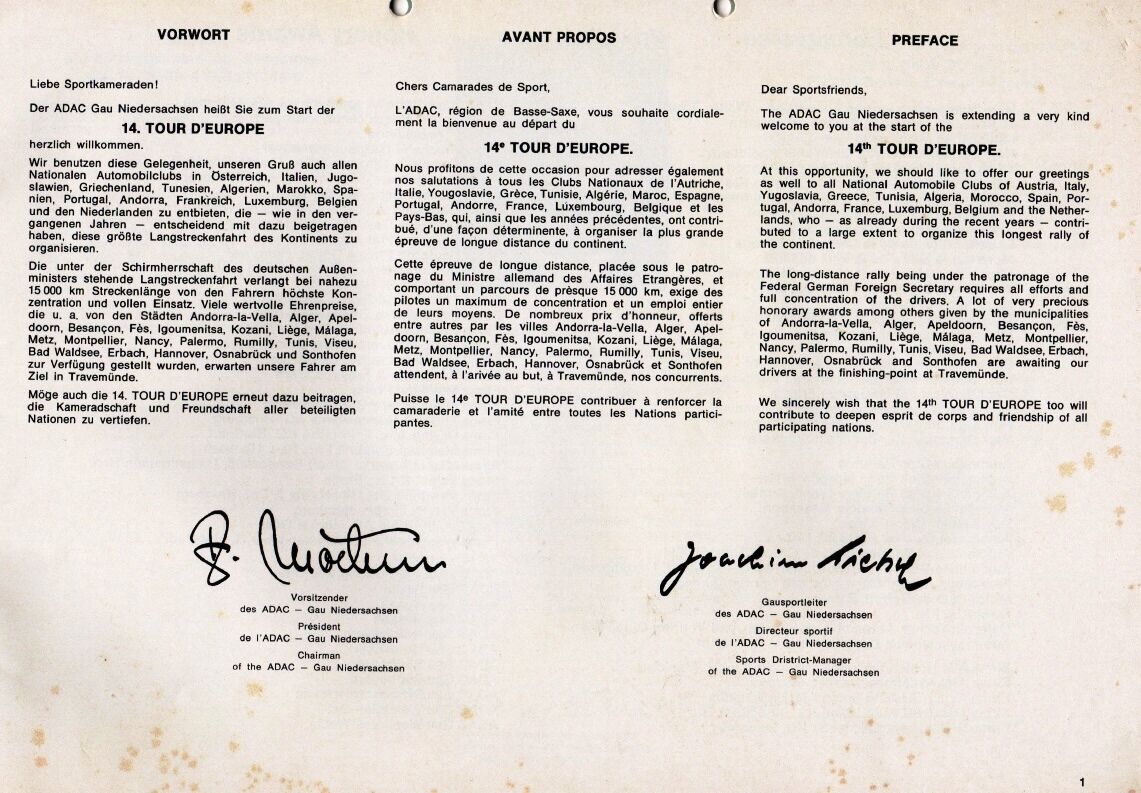 VORWORT
Liebe Sportkameraden!
Der ADAC Gau Niedersachsen heißt Sie zum Start der
14. TOUR D'EUROPE
herzlich willkommen.
Wir benutzen diese Gelegenheit, unseren Gruß auch allen
Nationalen Automobilclubs in Österreich, Italien, Jugo-
slawien, Griechenland, Tunesien, Algerien, Marokko, Spa-
nien, Portugal, Andorra, Frankreich, Luxemburg, Belgien
und den Niederlanden zu entbieten, die – wie in den ver-
gangenen Jahren – entscheidend mit dazu beigetragen
haben, diese größte Langstreckenfahrt des Kontinents zu
organisieren.
Die unter der Schirmherrschaft des deutschen Außen-
ministers stehende Langstreckenfahrt verlangt bei nahezu
15 000 km Streckenlänge von den Fahrern höchste Kon-
zentration und vollen Einsatz. Viele wertvolle Ehrenpreise,
die u. a. von den Städten Andorra-la-Vella, Alger, Apel-
doorn, Besançon, Fès, Igoumenitsa, Kozani, Liège, Málaga,
Metz, Montpellier, Nancy, Palermo, Rumilly, Tunis, Viseu,
Bad Waldsee, Erbach, Hannover, Osnabrück und Sonthofen
zur Verfügung gestellt wurden, erwarten unsere Fahrer am
Ziel in Travemünde.
Möge auch die 14. TOUR D'EUROPE erneut dazu beitragen,
die Kameradschaft und Freundschaft aller beteiligten
Nationen zu vertiefen.
AVANT PROPOS
Chers Camarades de Sport,
L'ADAC, région de Basse-Saxe, vous souhaite cordiale-
ment la bienvenue au départ du
14e TOUR D'EUROPE.
Nous profitons de cette occasion pour adresser également
nos salutations à tous les Clubs Nationaux de l'Autriche,
Italie, Yougoslavie, Grèce, Tunisie, Algérie, Maroc, Espagne,
Portugal, Andorre, France, Luxembourg, Belgique et les
Pays-Bas, qui, ainsi que les années précédentes, ont contri-
bué, d'une façon déterminente, à organiser la plus grande
épreuve de longue distance du continent.
Cette épreuve de longue distance, placée sous le patro-
nage du Ministre allemand des Affaires Etrangères, et
comportant un parcours de près que 15 000 km, exige des
pilotes un maximum de concentration et un emploi entier
de leurs moyens. De nombreux prix d'honneur, offerts
entre autres par les villes Andorra-la-Vella, Alger, Apel-
doorn, Besançon, Fès, Igoumenitsa, Kozani, Liège, Málaga,
Metz, Montpellier, Nancy, Palermo, Rumilly, Tunis, Viseu,
Bad Waldsee, Erbach, Hannover, Osnabrück et Sonthofen
attendent, à l'arivée au but, à Travemünde, nos concurrents.
Puisse le 14e TOUR D'EUROPE contribuer à renforcer la
camaraderie et l'amité entre toutes les Nations partici-
pantes.
PREFACE
Dear Sportsfriends,
The ADAC Gau Niedersachsen is extending a very kind
welcome to you at the start of the
14th TOUR D'EUROPE.
At this opportunity, we should like to offer our greetings
as well to all National Automobile Clubs of Austria, Italy,
Yugoslavia, Greece, Tunisia, Algeria, Morocco, Spain, Por-
tugal, Andorra, France, Luxemburg, Belgium and the Nether-
lands, who – as already during the recent years – contri-
buted to a large extent to organize this longest rally of
the continent.
The long-distance rally being under the patronage of the
Federal German Foreign Secretary requires all efforts and
full concentration of the drivers. A lot of very precious
honorary awards among others given by the municipalities
of Andorra-la-Vella, Alger, Apeldoorn, Besançon, Fès,
Igoumenitsa, Kozani, Liège, Málaga, Metz, Montpellier,
Nancy, Palermo, Rumilly, Tunis, Viseu, Bad Waldsee, Erbach,
Hannover, Osnabrück and Sonthofen are awaiting our
drivers at the finishing-point at Travemünde.
We sincerely wish that the 14th TOUR D'EUROPE too will
contribute to deepen esprit de corps and friendship of all
participating nations.
Vorsitzender
des ADAC – Gau Niedersachsen
Président
de l'ADAC – Gau Niedersachsen
Chairman
of the ADAC – Gau Niedersachsen
Joachim
Gausportleiter
des ADAC – Gau Niedersachsen
Directeur sportif
de l'ADAC – Gau Niedersachsen
Sports Dristrict-Manager
of the ADAC – Gau Niedersachsen
1